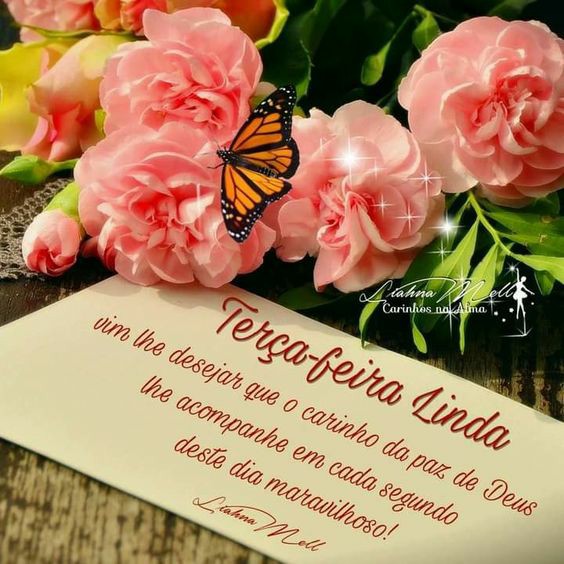 Liahna Mell
Carinhos na Alma
Terça-feira Linda
vim lhe desejar que o carinho da paz de Deus
lhe acompanhe em cada segundo
deste dia maravilhoso!
Liahna Mell